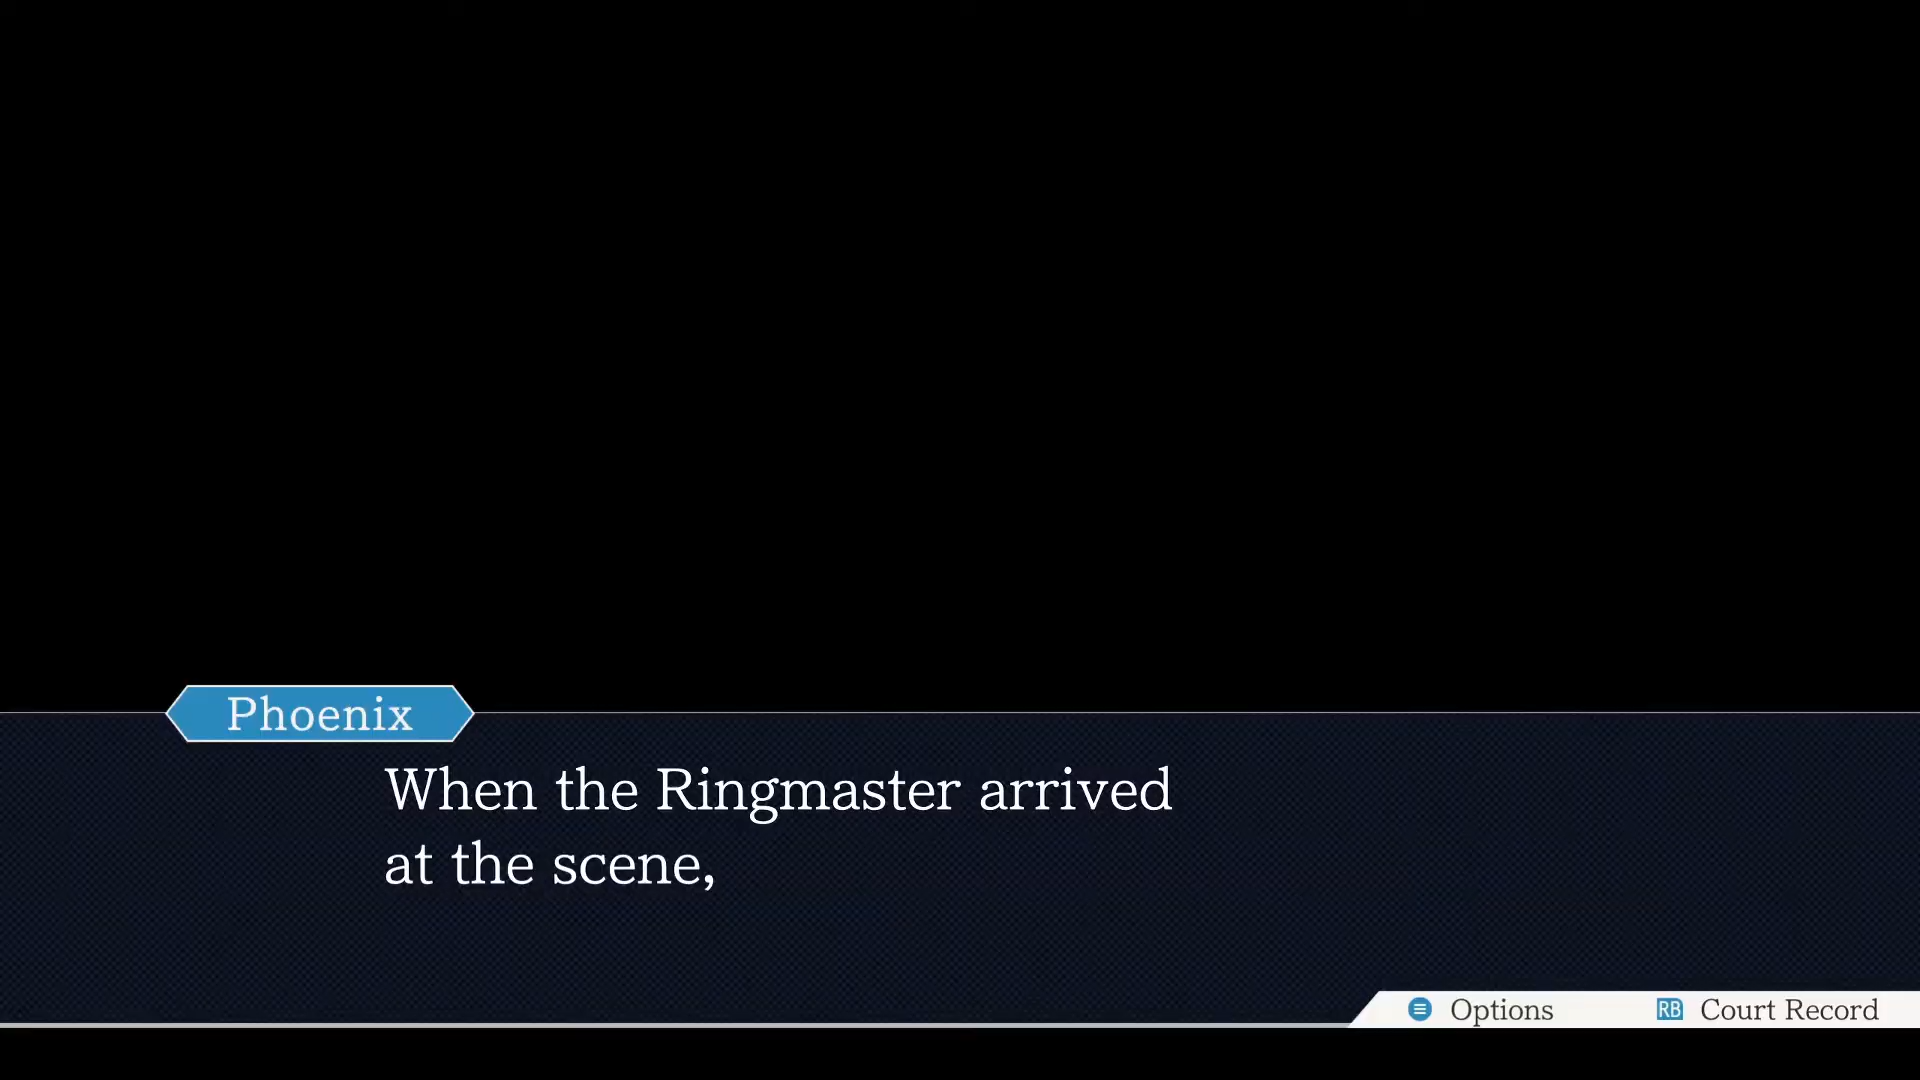 Phoenix
When the Ringmaster arrived
at the scene,
Options
RB Court Record